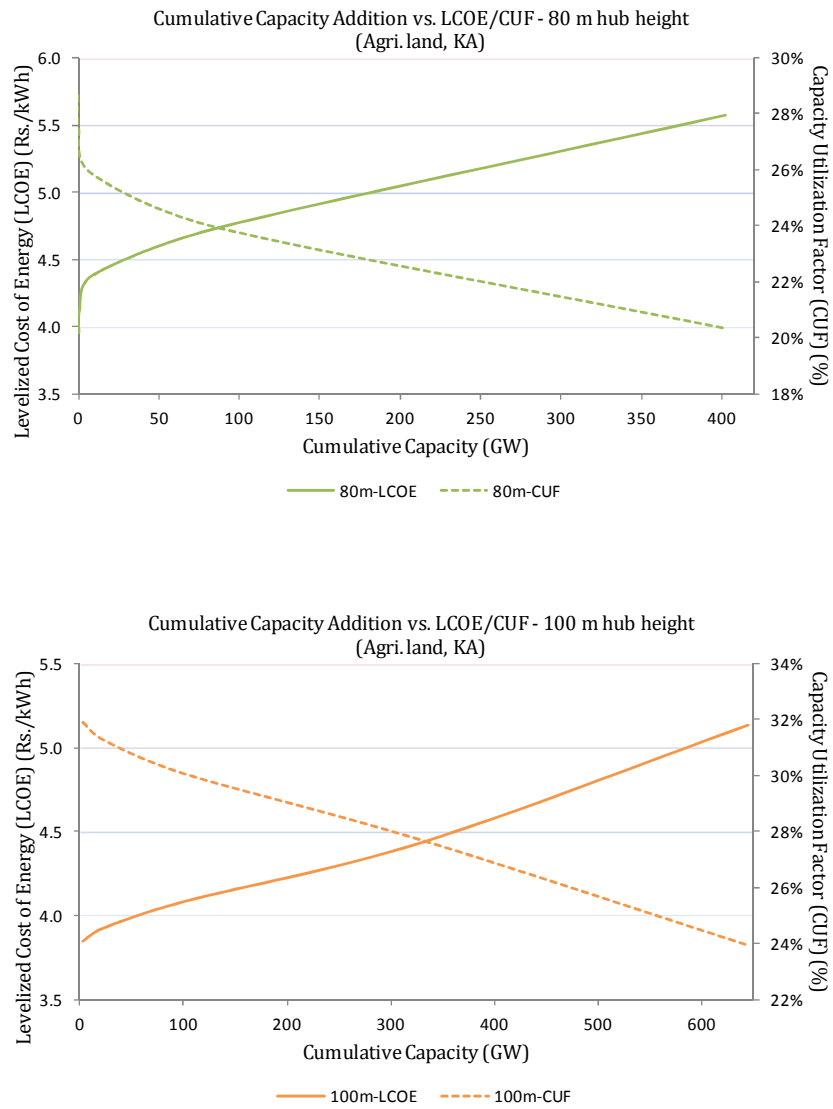 Cumulative Capacity Addition vs. LCOE/CUF - 80 m hub height
(Agri. land, KA)
Levelized Cost of Energy (LCOE) (Rs./kWh)
6.0
5.5
5.0
4.5
4.0
3.5
30%
28%
26%
24%
22%
20%
18%
Capacity Utilization Factor (CUF) (%)
0 50 100 150 200 250 300 350 400
Cumulative Capacity (GW)
80m-LCOE 80m-CUF
Cumulative Capacity Addition vs. LCOE/CUF - 100 m hub height
(Agri. land, KA)
Levelized Cost of Energy (LCOE) (Rs./kWh)
5.5
5.0
4.5
4.0
3.5
34%
32%
30%
28%
26%
24%
22%
Capacity Utilization Factor (CUF) (%)
0 100 200 300 400 500 600
Cumulative Capacity (GW)
100m-LCOE 100m-CUF